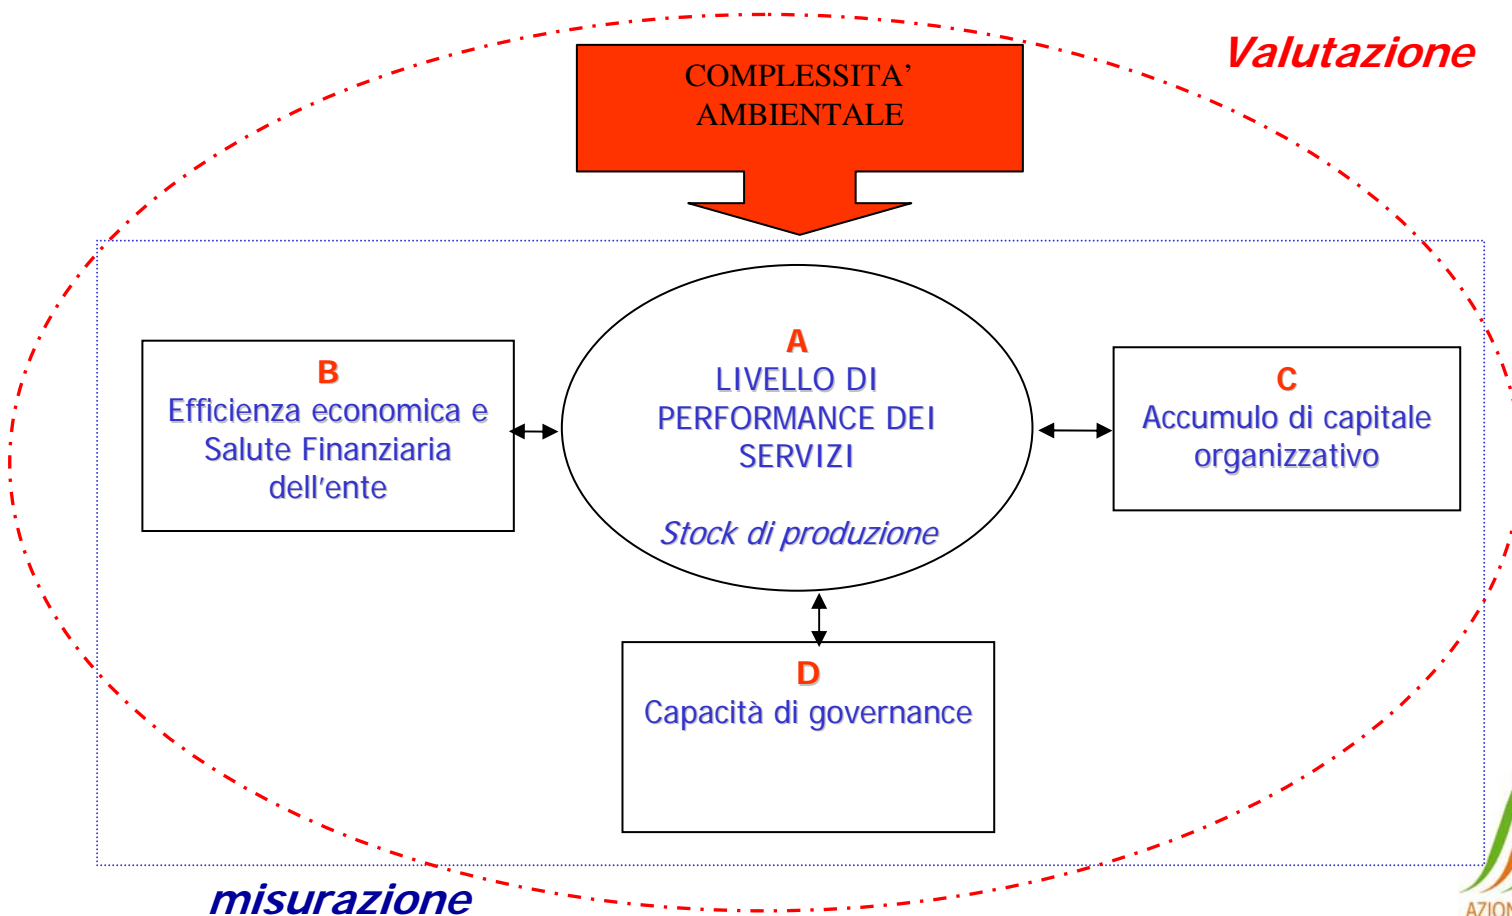 Valutazione
COMPLESSITA’
AMBIENTALE
A
LIVELLO DI
PERFORMANCE DEI
SERVIZI
Stock di produzione
B
Efficienza economica e
Salute Finanziaria
dell’ente
C
Accumulo di capitale
organizzativo
D
Capacità di governance
misurazione